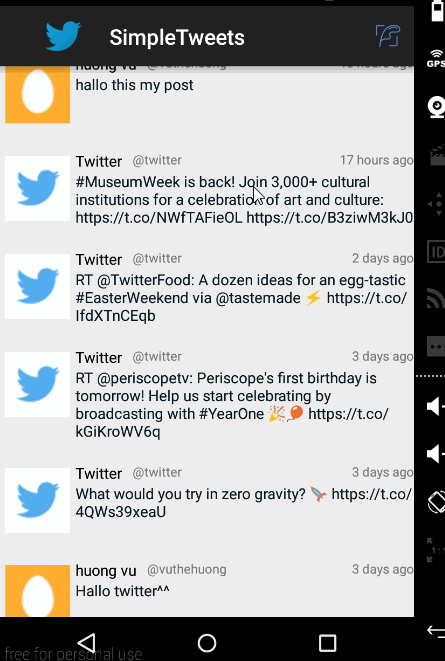 SimpleTweets
huong vu @vuthehuong 16 hours ago
hallo this my post
Twitter @twitter 17 hours ago
#MuseumWeek is back! Join 3,000+ cultural
institutions for a celebration of art and culture:
https://t.co/NWfTAFieOL https://t.co/B3ziwM3kJ0
Twitter @twitter 2 days ago
RT @TwitterFood: A dozen ideas for an egg-tastic
#EasterWeekend via @tastemade ⚡ https://t.co/
IfdXTnCEqb
Twitter @twitter 3 days ago
RT @periscopetv: Periscope's first birthday is
tomorrow! Help us start celebrating by
broadcasting with #YearOne 🎉🎈 https://t.co/
kGiKroWV6q
Twitter @twitter 3 days ago
What would you try in zero gravity? 🚀 https://t.co/
4QWs39xeaU
huong vu @vuthehuong 3 days ago
Hallo twitter^^
free for personal use
GPS
ID
1:1